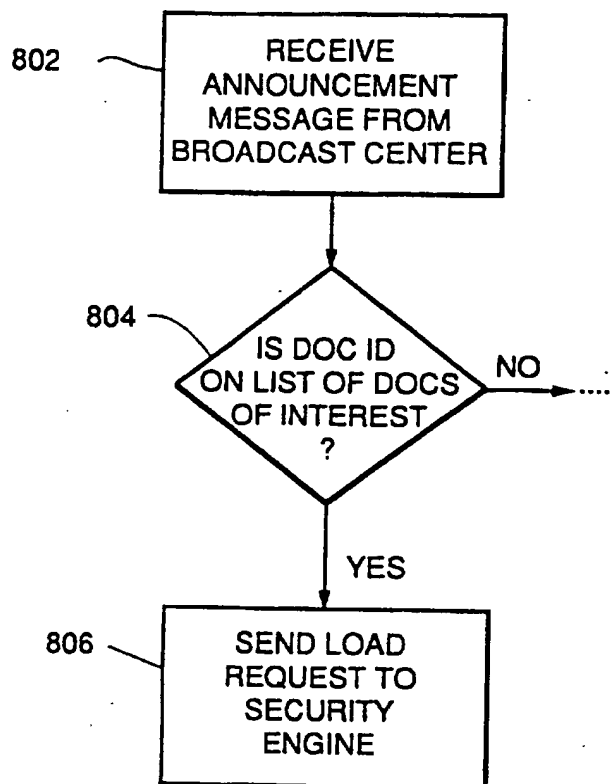 802
RECEIVE
ANNOUNCEMENT
MESSAGE FROM
BROADCAST CENTER
804
IS DOC ID
ON LIST OF DOCS
OF INTEREST
?
NO
....
YES
806
SEND LOAD
REQUEST TO
SECURITY
ENGINE